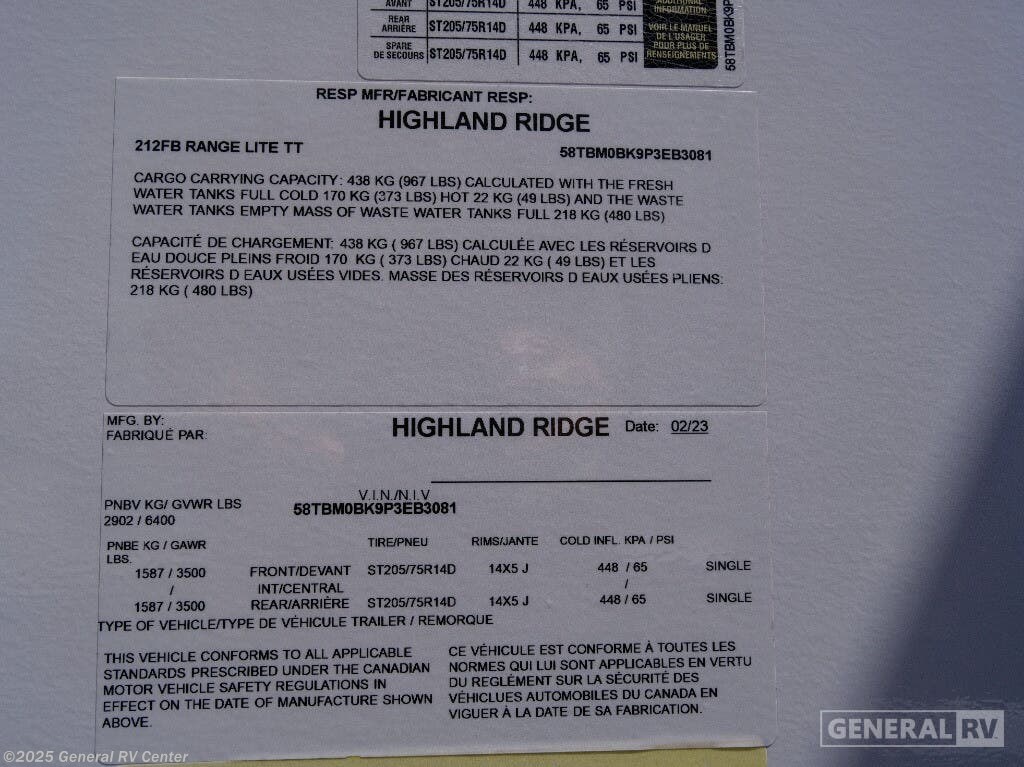 AVANT ST205/75R14D 448 KPA, 65 PSI
ADDITIONAL
INFORMATION
REAR
ARRIÈRE ST205/75R14D 448 KPA, 65 PSI
VOIR LE MANUEL
DE L'USAGER
POUR PLUS DE
RENSEIGNEMENTS
SPARE
DE SECOURS ST205/75R14D 448 KPA, 65 PSI
58TBM0BK9P
RESP MFR/FABRICANT RESP:
HIGHLAND RIDGE
212FB RANGE LITE TT 58TBM0BK9P3EB3081
CARGO CARRYING CAPACITY: 438 KG (967 LBS) CALCULATED WITH THE FRESH
WATER TANKS FULL COLD 170 KG (373 LBS) HOT 22 KG (49 LBS) AND THE WASTE
WATER TANKS EMPTY MASS OF WASTE WATER TANKS FULL 218 KG (480 LBS)
CAPACITÉ DE CHARGEMENT: 438 KG ( 967 LBS) CALCULÉE AVEC LES RÉSERVOIRS D
EAU DOUCE PLEINS FROID 170 KG ( 373 LBS) CHAUD 22 KG ( 49 LBS) ET LES
RÉSERVOIRS D EAUX USÉES VIDES. MASSE DES RÉSERVOIRS D EAUX USÉES PLIENS:
218 KG ( 480 LBS)
MFG. BY:
FABRIQUÉ PAR:
HIGHLAND RIDGE Date: 02/23
V.I.N./N.I.V
PNBV KG/ GVWR LBS 58TBM0BK9P3EB3081
2902 / 6400
PNBE KG / GAWR
LBS. TIRE/PNEU RIMS/JANTE COLD INFL. KPA / PSI
1587 / 3500 FRONT/DEVANT ST205/75R14D 14X5 J 448 / 65 SINGLE
/ INT/CENTRAL /
1587 / 3500 REAR/ARRIÈRE ST205/75R14D 14X5 J 448 / 65 SINGLE
TYPE OF VEHICLE/TYPE DE VÉHICULE TRAILER / REMORQUE
THIS VEHICLE CONFORMS TO ALL APPLICABLE
STANDARDS PRESCRIBED UNDER THE CANADIAN
MOTOR VEHICLE SAFETY REGULATIONS IN
EFFECT ON THE DATE OF MANUFACTURE SHOWN
ABOVE.
CE VÉHICULE EST CONFORME À TOUTES LES
NORMES QUI LUI SONT APPLICABLES EN VERTU
DU REGLÉMENT SUR LA SÉCURITÉ DES
VÉHICLUES AUTOMOBILES DU CANADA EN
VIGUER À LA DATE DE SA FABRICATION.
GENERAL RV
©2025 General RV Center